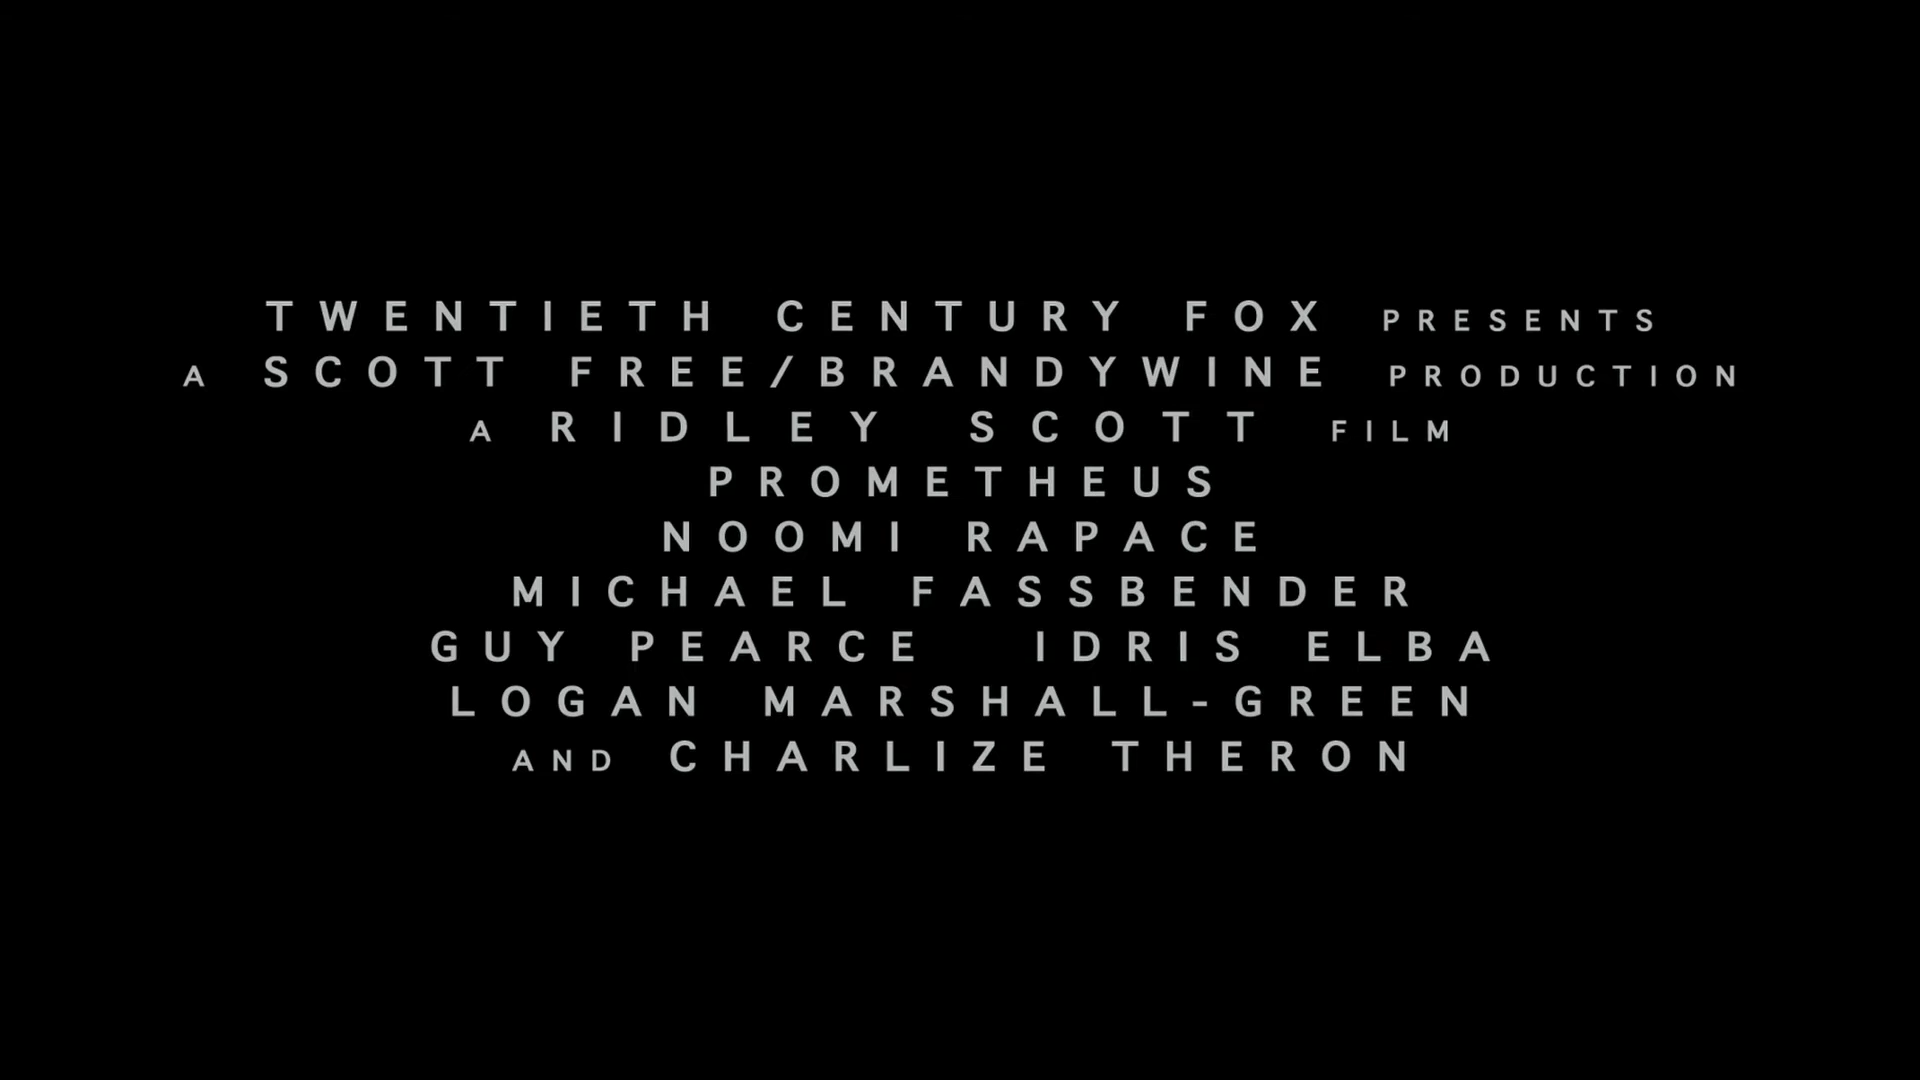 TWENTIETH CENTURY FOX PRESENTS
A SCOTT FREE/BRANDYWINE PRODUCTION
A RIDLEY SCOTT FILM
PROMETHEUS
NOOMI RAPACE
MICHAEL FASSBENDER
GUY PEARCE IDRIS ELBA
LOGAN MARSHALL-GREEN
AND CHARLIZE THERON